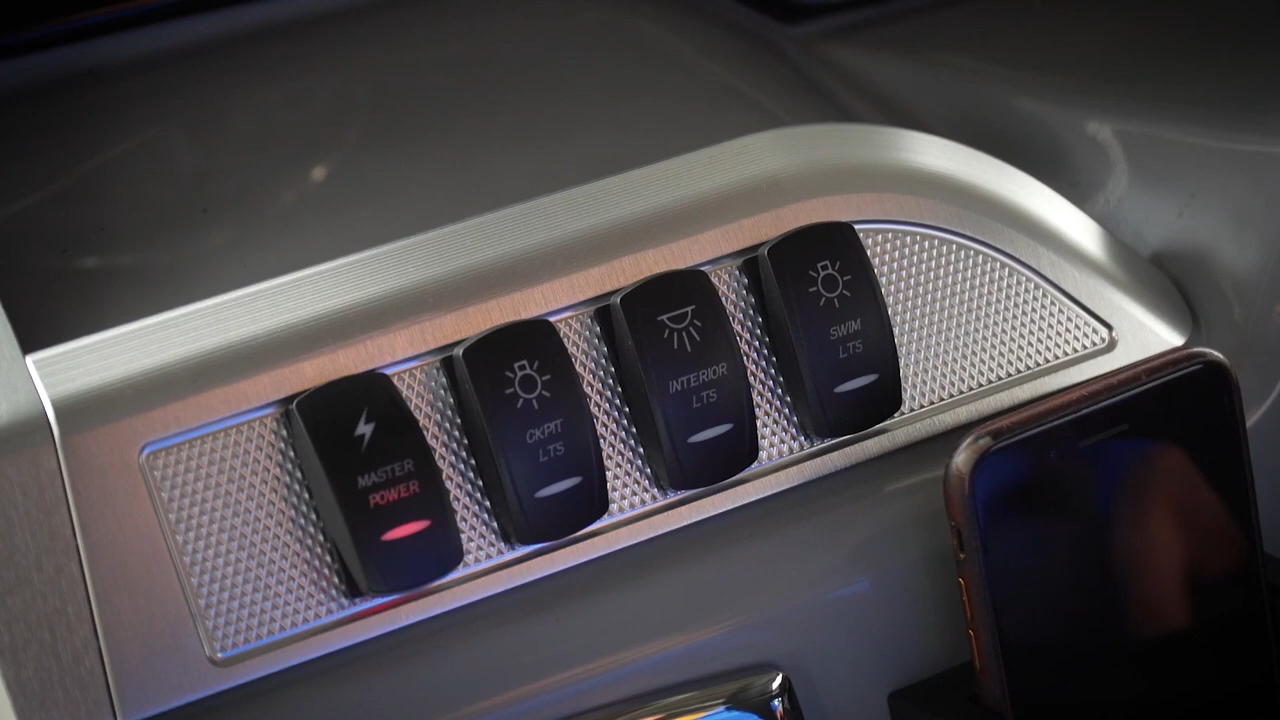 MASTER
POWER
CKPIT
LTS
INTERIOR
LTS
SWIM
LTS